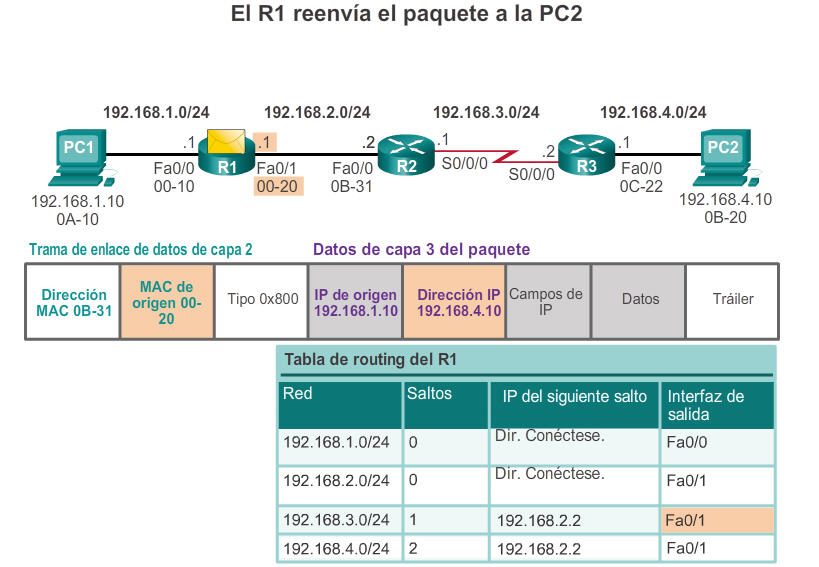 El R1 reenvía el paquete a la PC2
192.168.1.0/24
192.168.2.0/24
192.168.3.0/24
192.168.4.0/24
PC1
.1
.1
R1
.2
R2
.1
.2
R3
.1
PC2
Fa0/0
00-10
Fa0/1
00-20
Fa0/0
0B-31
S0/0/0
S0/0/0
Fa0/0
0C-22
192.168.1.10
0A-10
192.168.4.10
0B-20
Trama de enlace de datos de capa 2
Datos de capa 3 del paquete
Dirección
MAC 0B-31
MAC de
origen 00-
20
Tipo 0x800
IP de origen
192.168.1.10
Dirección IP
192.168.4.10
Campos de
IP
Datos
Tráiler
Tabla de routing del R1
Red
Saltos
IP del siguiente salto
Interfaz de
salida
192.168.1.0/24 0 Dir. Conéctese. Fa0/0
192.168.2.0/24 0 Dir. Conéctese. Fa0/1
192.168.3.0/24 1 192.168.2.2 Fa0/1
192.168.4.0/24 2 192.168.2.2 Fa0/1